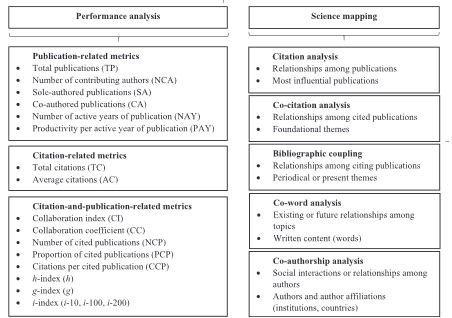 Performance analysis
Publication-related metrics
• Total publications (TP)
• Number of contributing authors (NCA)
• Sole-authored publications (SA)
• Co-authored publications (CA)
• Number of active years of publication (NAY)
• Productivity per active year of publication (PAY)
Citation-related metrics
• Total citations (TC)
• Average citations (AC)
Citation-and-publication-related metrics
• Collaboration index (CI)
• Collaboration coefficient (CC)
• Number of cited publications (NCP)
• Proportion of cited publications (PCP)
• Citations per cited publication (CCP)
• h-index (h)
• g-index (g)
• i-index (i-10, i-100, i-200)
Science mapping
Citation analysis
• Relationships among publications
• Most influential publications
Co-citation analysis
• Relationships among cited publications
• Foundational themes
Bibliographic coupling
• Relationships among citing publications
• Periodical or present themes
Co-word analysis
• Existing or future relationships among
topics
• Written content (words)
Co-authorship analysis
• Social interactions or relationships among
authors
• Authors and author affiliations
(institutions, countries)